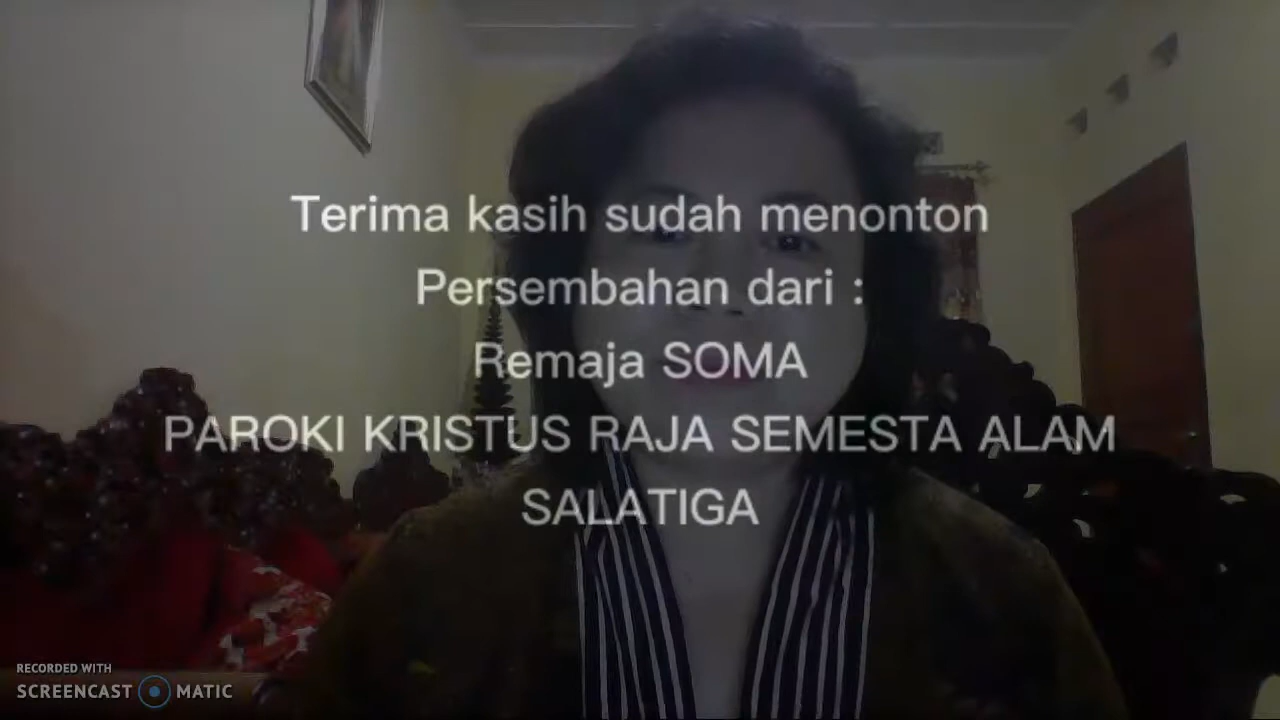 Terima kasih sudah menonton
Persembahan dari :
Remaja SOMA
PAROKI KRISTUS RAJA SEMESTA ALAM
SALATIGA
RECORDED WITH
SCREENCAST MATIC